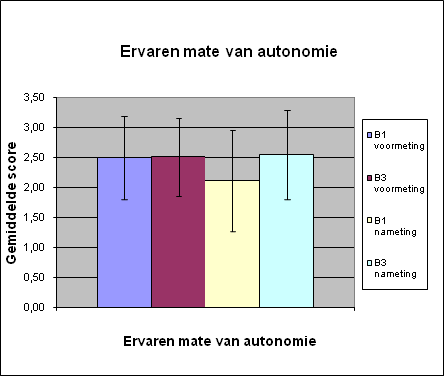 Ervaren mate van autonomie
Gemiddelde score
3,50
3,00
2,50
2,00
1,50
1,00
0,50
0,00
Ervaren mate van autonomie
B1
voormeting
B3
voormeting
B1
nameting
B3
nameting